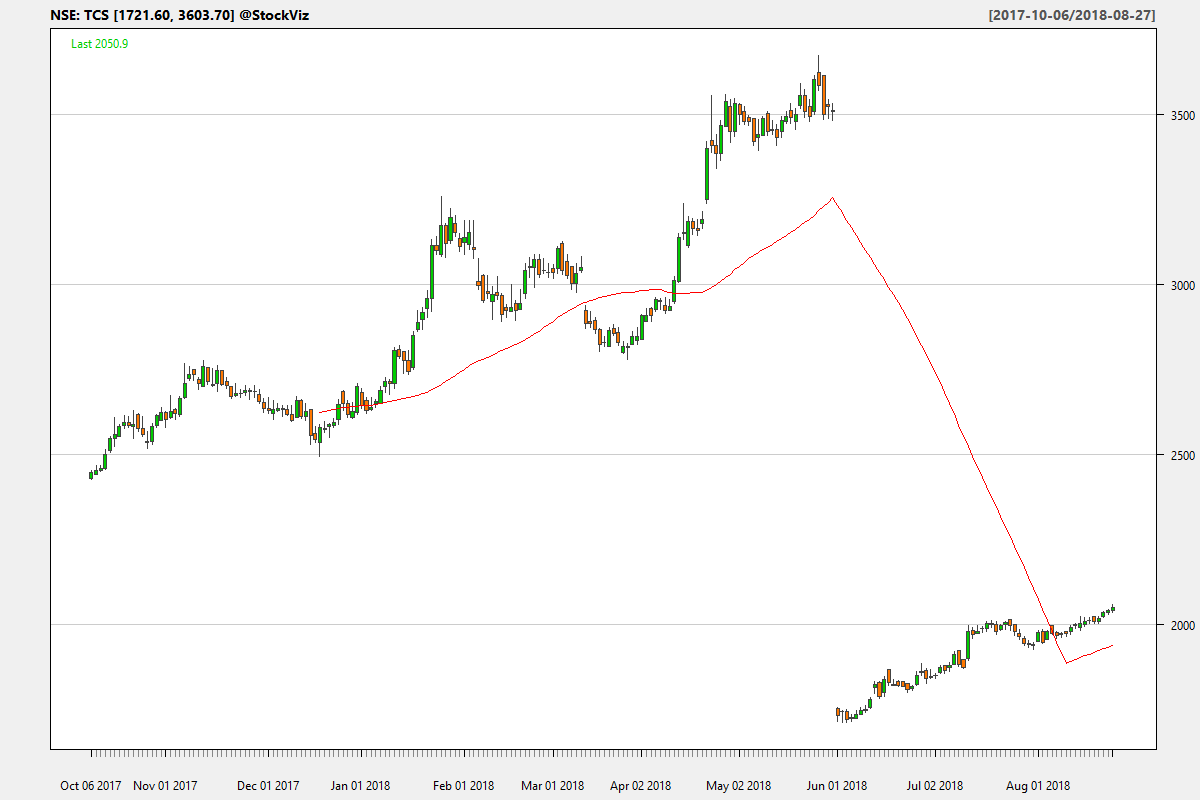 NSE: TCS [1721.60, 3603.70] @StockViz
[2017-10-06/2018-08-27]
Last 2050.9
3500
3000
2500
2000
Oct 06 2017 Nov 01 2017 Dec 01 2017 Jan 01 2018 Feb 01 2018 Mar 01 2018 Apr 02 2018 May 02 2018 Jun 01 2018 Jul 02 2018 Aug 01 2018